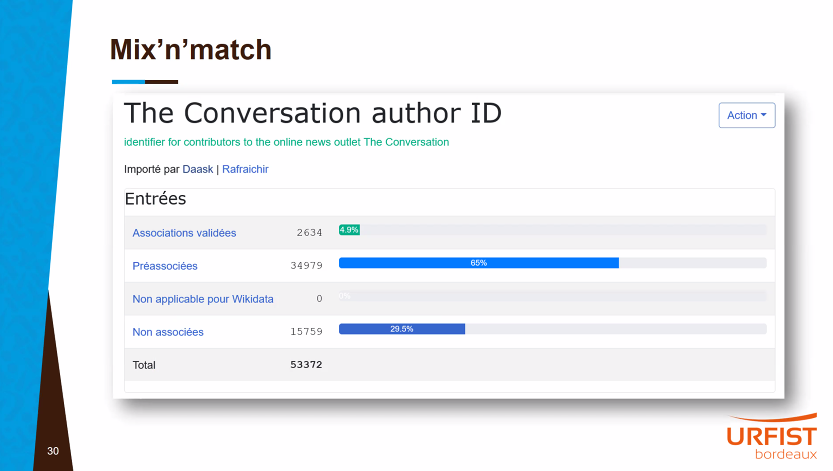 Mix’n’match
The Conversation author ID
Action
identifier for contributors to the online news outlet The Conversation
Importé par Daask | Rafraichir
Entrées
Associations validées 2634 4.9%
Préassociées 34979 65%
Non applicable pour Wikidata 0
Non associées 15759 29.5%
Total 53372
30
URFIST
bordeaux